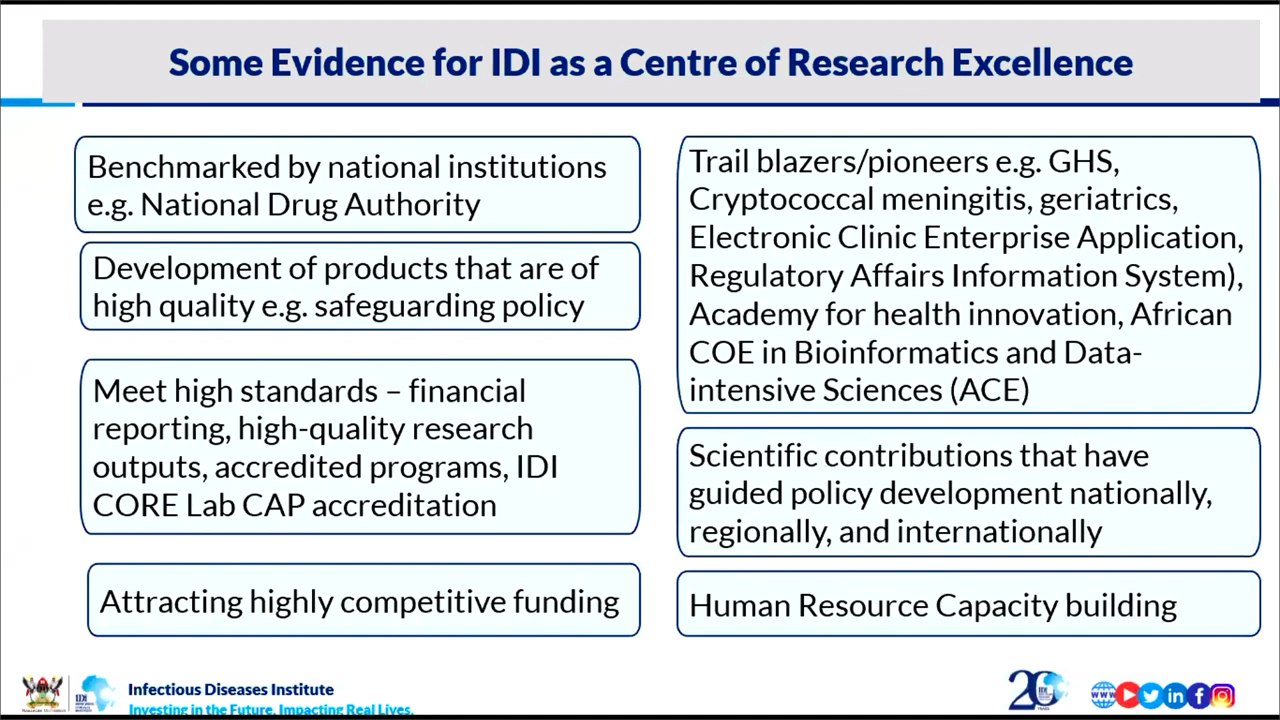 Some Evidence for IDI as a Centre of Research Excellence
Benchmarked by national institutions
e.g. National Drug Authority
Development of products that are of
high quality e.g. safeguarding policy
Meet high standards – financial
reporting, high-quality research
outputs, accredited programs, IDI
CORE Lab CAP accreditation
Attracting highly competitive funding
Trail blazers/pioneers e.g. GHS,
Cryptococcal meningitis, geriatrics,
Electronic Clinic Enterprise Application,
Regulatory Affairs Information System),
Academy for health innovation, African
COE in Bioinformatics and Data-
intensive Sciences (ACE)
Scientific contributions that have
guided policy development nationally,
regionally, and internationally
Human Resource Capacity building
IDI
Infectious Diseases Institute
Investing in the Future. Impacting Real Lives.
20
IDI
YEARS